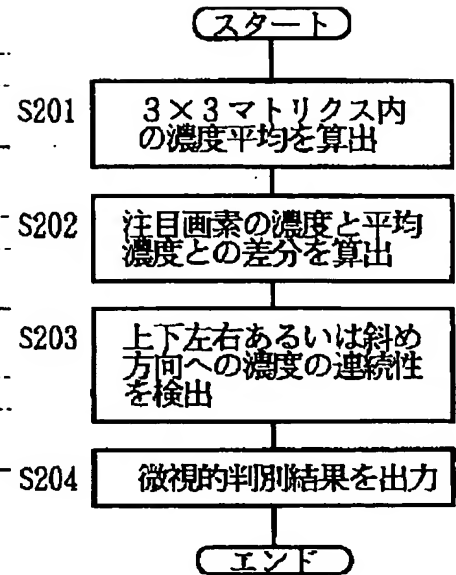 スタート
S201
3×3マトリクス内
の濃度平均を算出
S202
注目画素の濃度と平均
濃度との差分を算出
S203
上下左右あるいは斜め
方向への濃度の連続性
を検出
S204
微視的判別結果を出力
エンド